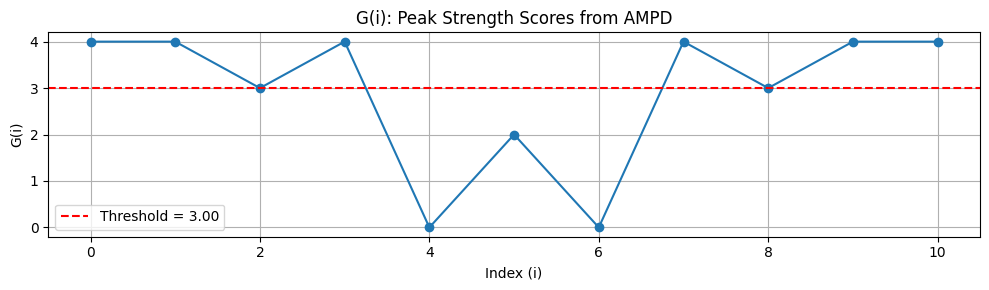 G(i): Peak Strength Scores from AMPD
G(i)
4
3
2
1
0
Threshold = 3.00
0 2 4 6 8 10
Index (i)